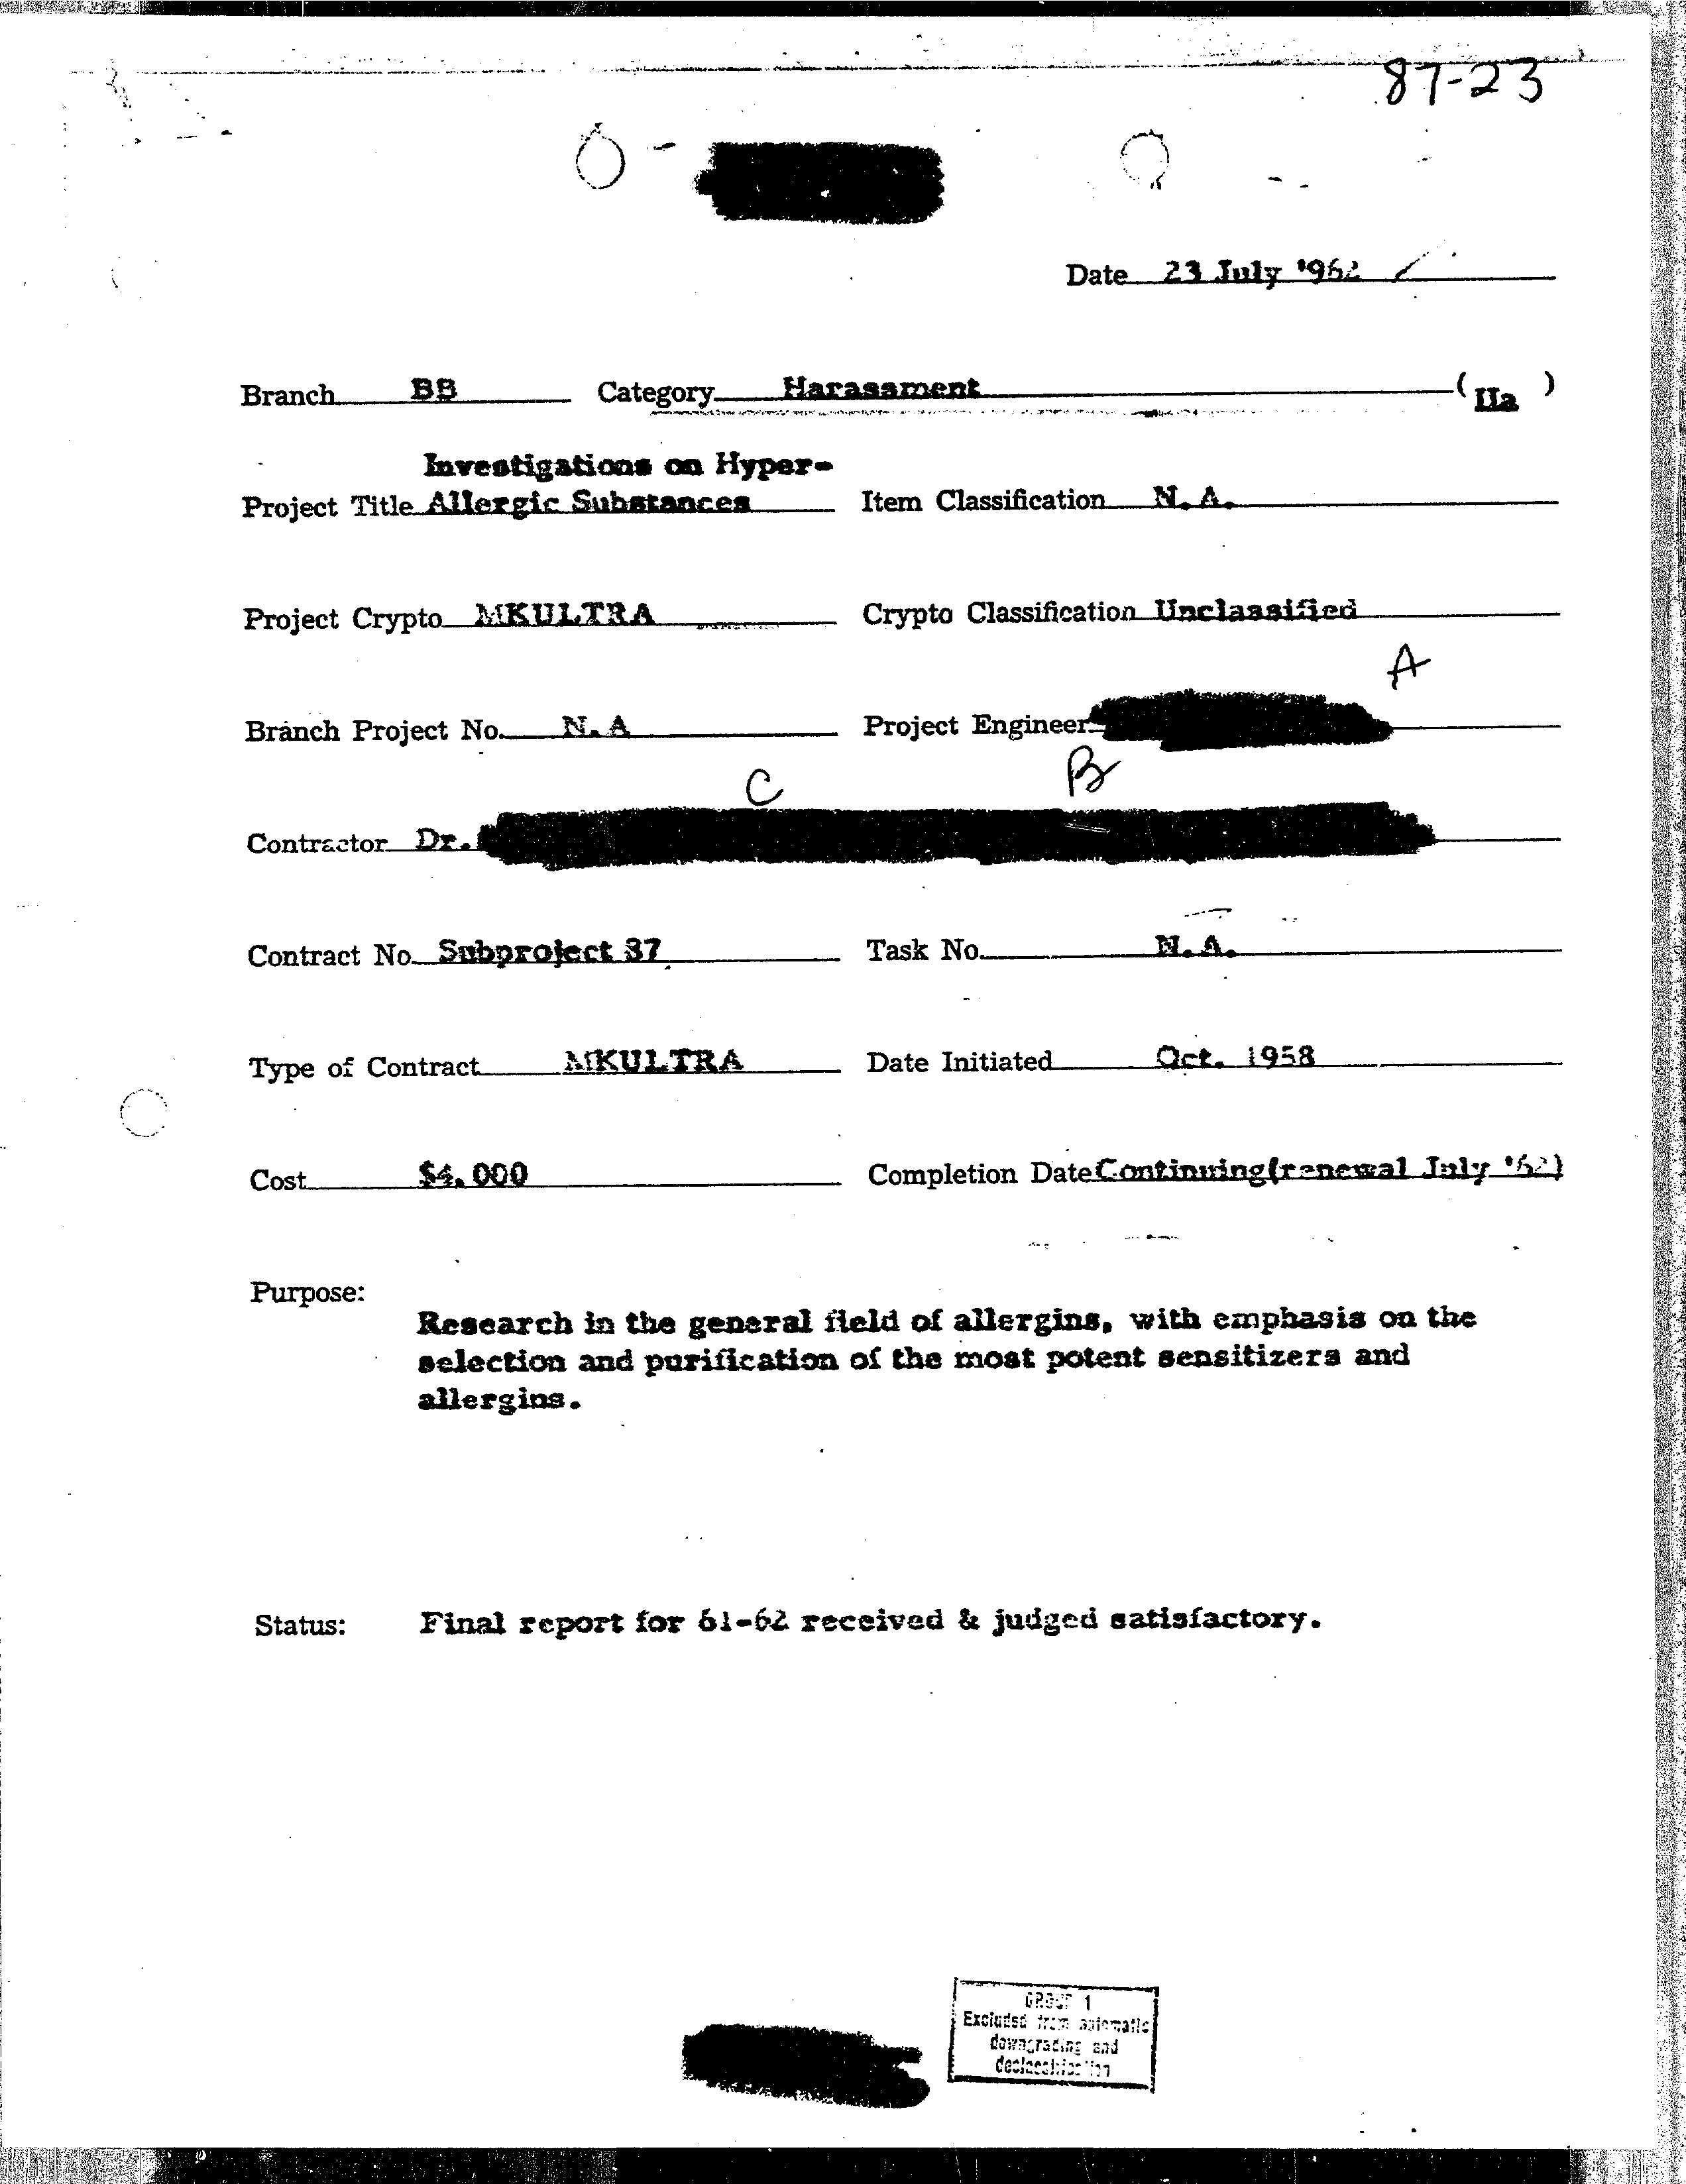 87-23
Date 23 July 1962
Branch BB Category Harassment (IIa)
Investigations on Hyper-
Project Title Allergic Substances Item Classification N. A.
Project Crypto MKULTRA Crypto Classification Unclassified
A
Branch Project No. N. A Project Engineer
C B
Contractor Dr.
Contract No. Subproject 87 Task No. N. A.
Type of Contract MKULTRA Date Initiated Oct. 1958
Cost $4,000 Completion Date Continuing(renewal July '62)
Purpose:
Research in the general field of allergins, with emphasis on the
selection and purification of the most potent sensitizers and
allergins.
Status: Final report for 61-62 received & judged satisfactory.
GROUP 1
Excluded from automatic
downgrading and
declassification